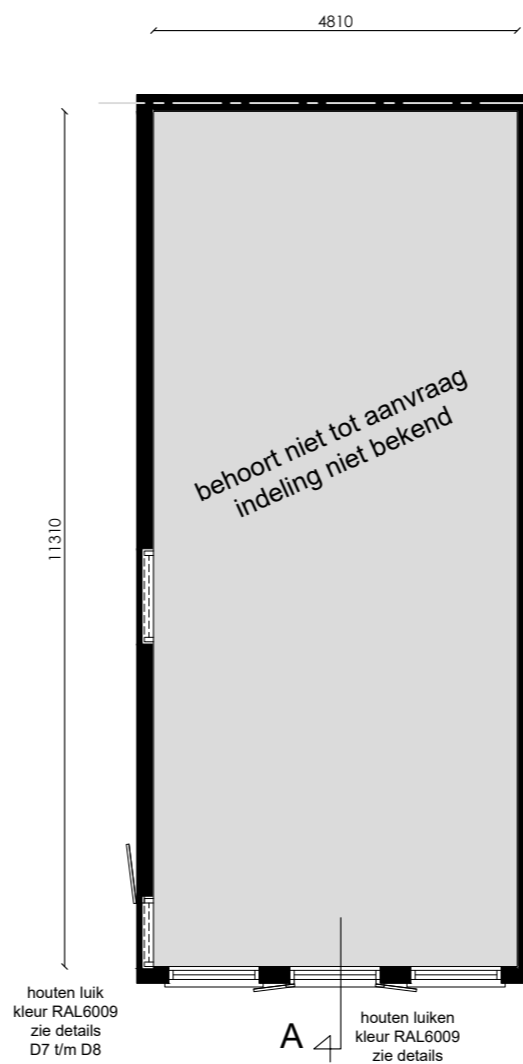 4810
behoort niet tot aanvraag
indeling niet bekend
11310
houten luik
kleur RAL6009
zie details
D7 t/m D8
A
houten luiken
kleur RAL6009
zie details